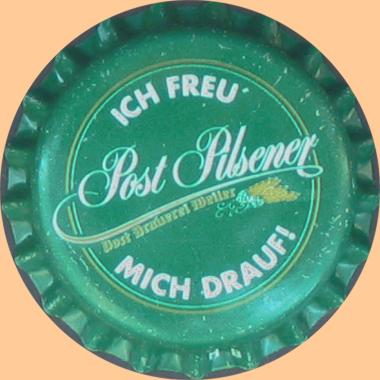 ICH FREU'
Post Pilsener
Post Brauerei Weiler
MICH DRAUF!